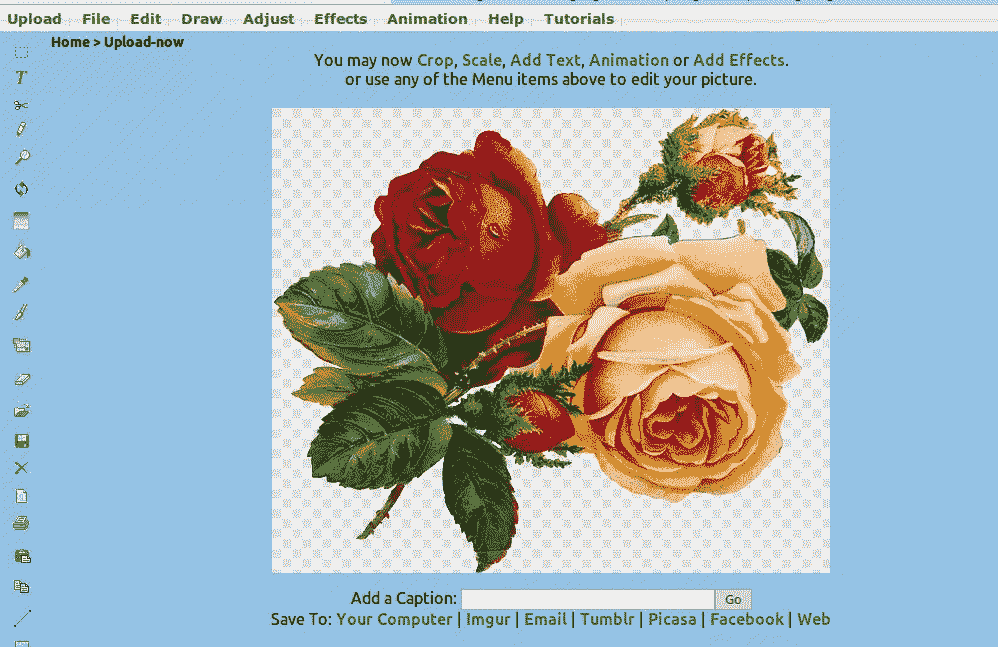 Upload File Edit Draw Adjust Effects Animation Help Tutorials
Home > Upload-now
You may now Crop, Scale, Add Text, Animation or Add Effects.
or use any of the Menu items above to edit your picture.
T
Add a Caption: Go
Save To: Your Computer | Imgur | Email | Tumblr | Picasa | Facebook | Web